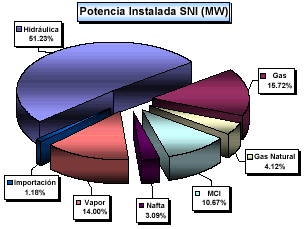 Potencia Instalada SNI (MW)
Hidráulica
51.23%
Gas
15.72%
Gas Natural
4.12%
MCI
10.67%
Nafta
3.09%
Vapor
14.00%
Importación
1.18%